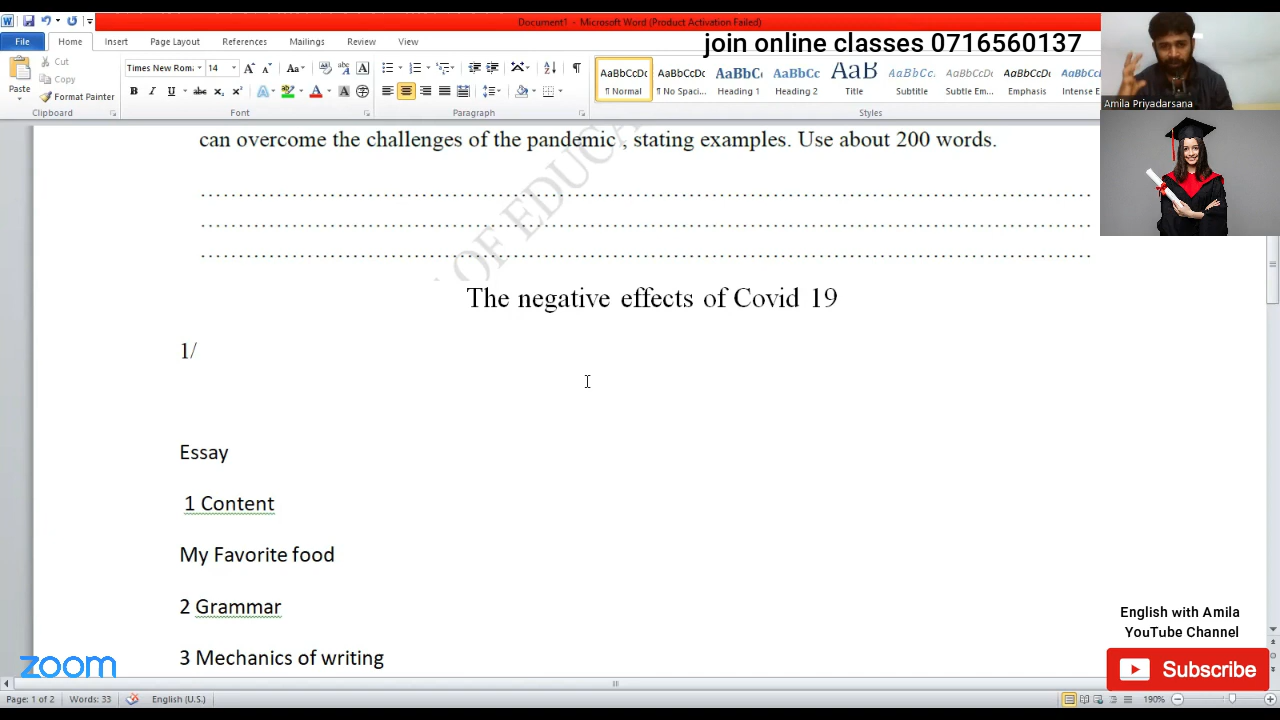 Document1 - Microsoft Word (Product Activation Failed)
File Home Insert Page Layout References Mailings Review View
join online classes 0716560137
Paste
Cut
Copy
Format Painter
Clipboard
Times New Rom 14
Font
Paragraph
AaBbCcDc AaBbCcDc AaBbC AaBbCc AaB AaBbCc. AaBbCcDc AaBbCcDc AaBbCcDc
¶ Normal ¶ No Spaci... Heading 1 Heading 2 Title Subtitle Subtle Em... Emphasis Intense E
Styles
Amila Priyadarsana
can overcome the challenges of the pandemic , stating examples. Use about 200 words.
OF EDUCA
The negative effects of Covid 19
1/
Essay
1 Content
My Favorite food
2 Grammar
3 Mechanics of writing
zoom
English with Amila
YouTube Channel
Subscribe
Page: 1 of 2 Words: 33 English (U.S.) 190%